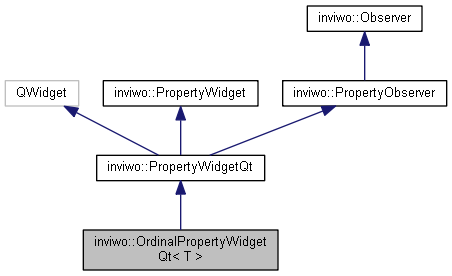 inviwo::Observer
QWidget
inviwo::PropertyWidget
inviwo::PropertyObserver
inviwo::PropertyWidgetQt
inviwo::OrdinalPropertyWidget
Qt< T >